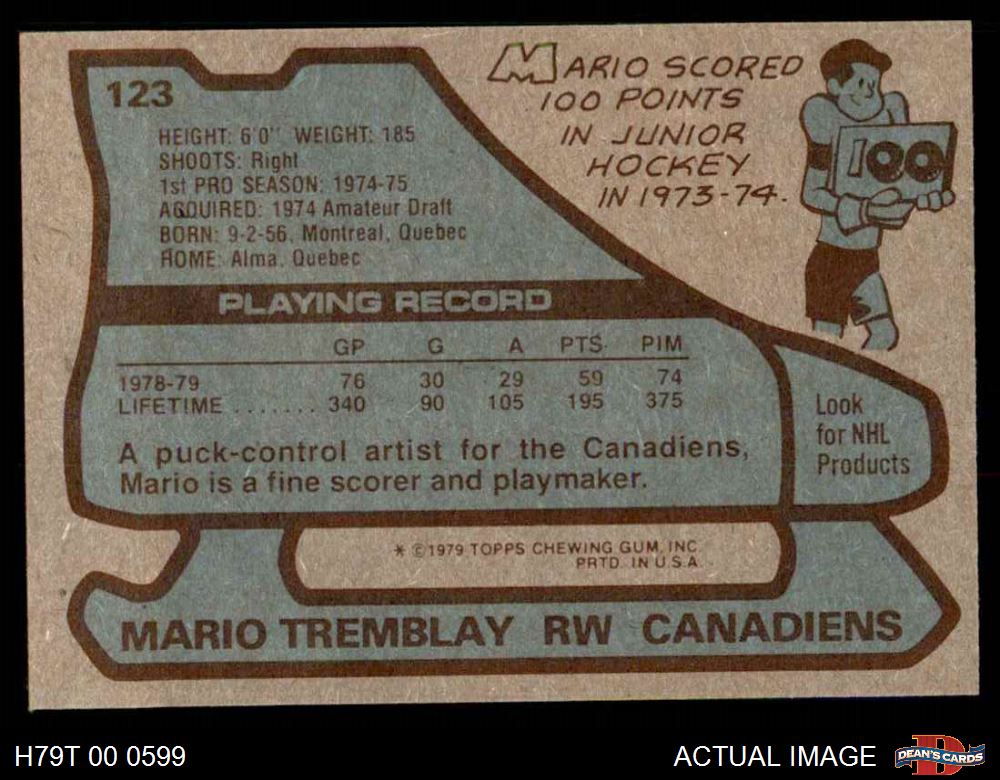 123
HEIGHT: 6'0" WEIGHT: 185
SHOOTS: Right
1st PRO SEASON: 1974-75
ACQUIRED: 1974 Amateur Draft
BORN: 9-2-56, Montreal, Quebec
HOME: Alma, Quebec
MARIO SCORED
100 POINTS
IN JUNIOR
HOCKEY
IN 1973-74.
100
PLAYING RECORD
GP G A PTS. PIM
1978-79 76 30 29 59 74
LIFETIME ....... 340 90 105 195 375
A puck-control artist for the Canadiens,
Mario is a fine scorer and playmaker.
Look
for NHL
Products
* ©1979 TOPPS CHEWING GUM, INC.
PRTD. IN U.S.A.
MARIO TREMBLAY RW CANADIENS
H79T 00 0599
ACTUAL IMAGE
D
DEAN'S CARDS